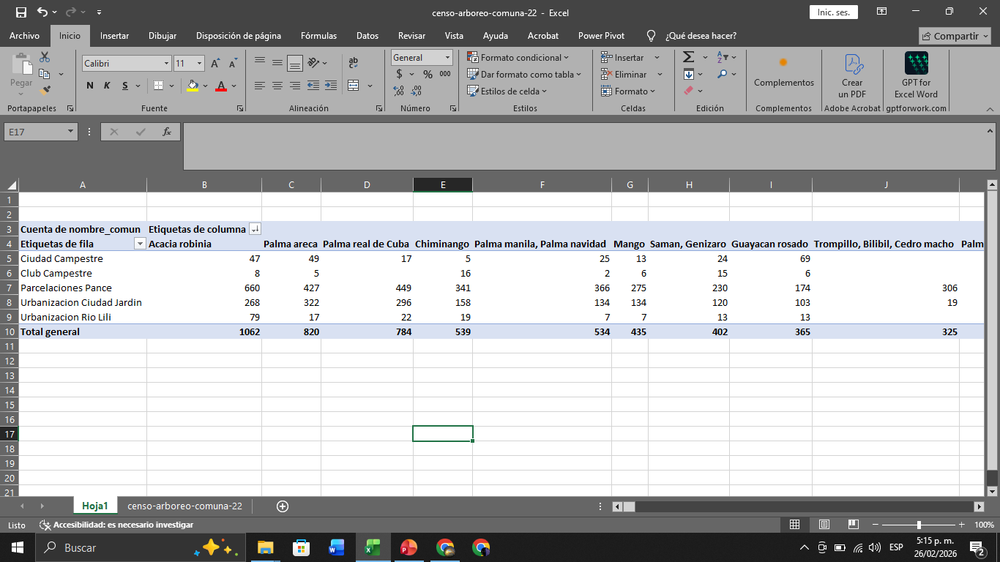 censo-arboreo-comuna-22 - Excel
Inic. ses.
Archivo Inicio Insertar Dibujar Disposición de página Fórmulas Datos Revisar Vista Ayuda Acrobat Power Pivot ¿Qué desea hacer? Compartir
Pegar
Calibri 11
N K S
ab
General
$ % 000
Formato condicional
Dar formato como tabla
Estilos de celda
Insertar
Eliminar
Formato
Complementos
Crear
un PDF
GPT for
Excel Word
Portapapeles Fuente Alineación Número Estilos Celdas Edición Complementos Adobe Acrobat gptforwork.com
E17 fx
A B C D E F G H I J
1
2
3 Cuenta de nombre_comun Etiquetas de columna
4 Etiquetas de fila Acacia robinia Palma areca Palma real de Cuba Chiminango Palma manila, Palma navidad Mango Saman, Genizaro Guayacan rosado Trompillo, Bilibil, Cedro macho Palm
5 Ciudad Campestre 47 49 17 5 25 13 24 69
6 Club Campestre 8 5 16 2 6 15 6
7 Parcelaciones Pance 660 427 449 341 366 275 230 174 306
8 Urbanizacion Ciudad Jardin 268 322 296 158 134 134 120 103 19
9 Urbanizacion Rio Lili 79 17 22 19 7 7 13 13
10 Total general 1062 820 784 539 534 435 402 365 325
11
12
13
14
15
16
17
18
19
20
21
Hoja1 censo-arboreo-comuna-22
Listo Accesibilidad: es necesario investigar 100%
Buscar
ESP
5:15 p. m.
26/02/2026
2